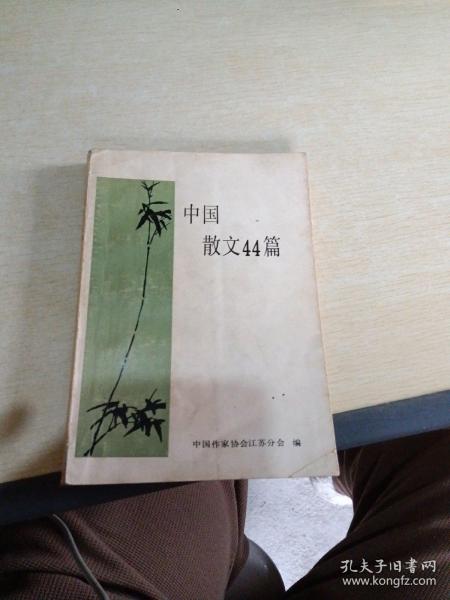 中国
散文44篇
中国作家协会江苏分会 编
孔夫子旧书网
www.kongfz.com